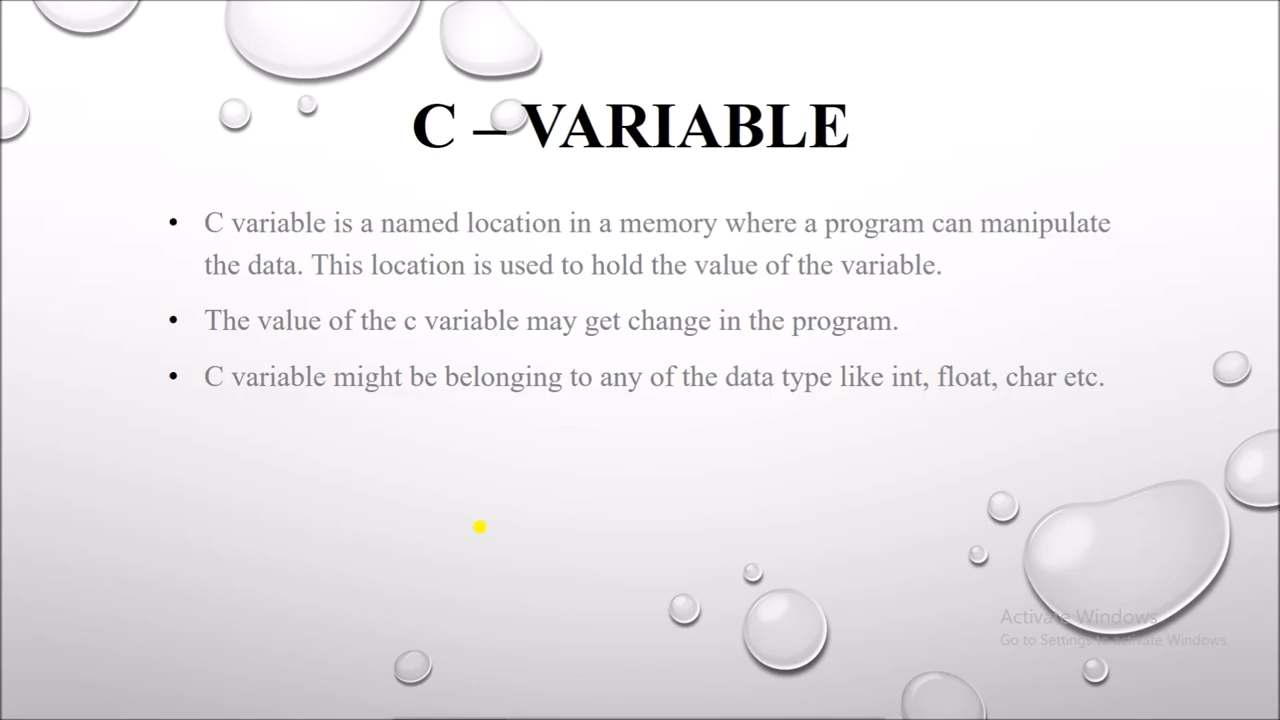 C – VARIABLE
• C variable is a named location in a memory where a program can manipulate
the data. This location is used to hold the value of the variable.
• The value of the c variable may get change in the program.
• C variable might be belonging to any of the data type like int, float, char etc.
Activate Windows
Go to Settings to activate Windows.